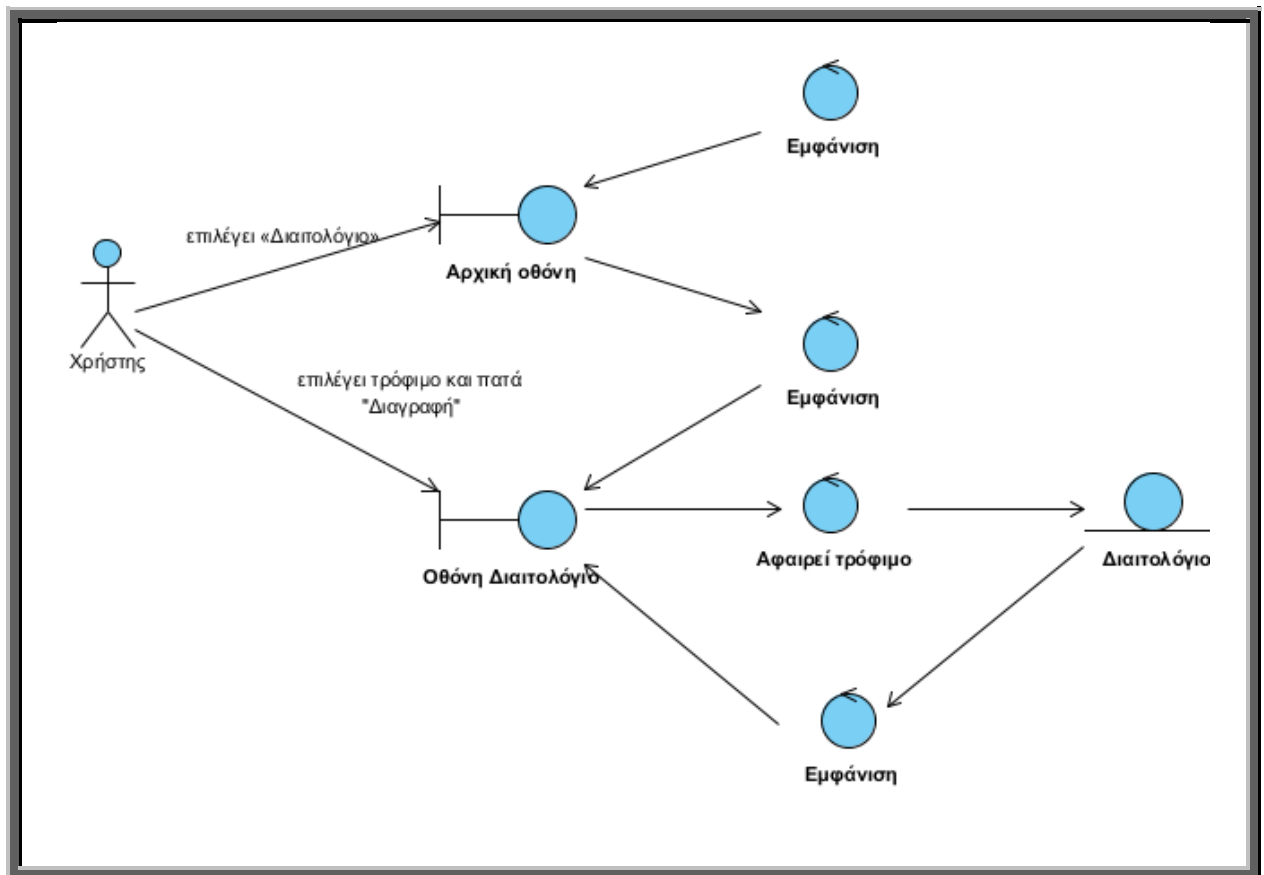 Εμφάνιση
επιλέγει «Διαιτολόγιο»
Αρχική οθόνη
Χρήστης
επιλέγει τρόφιμο και πατά
"Διαγραφή"
Εμφάνιση
Οθόνη Διαιτολόγιο
Αφαιρεί τρόφιμο
Διαιτολόγιο
Εμφάνιση